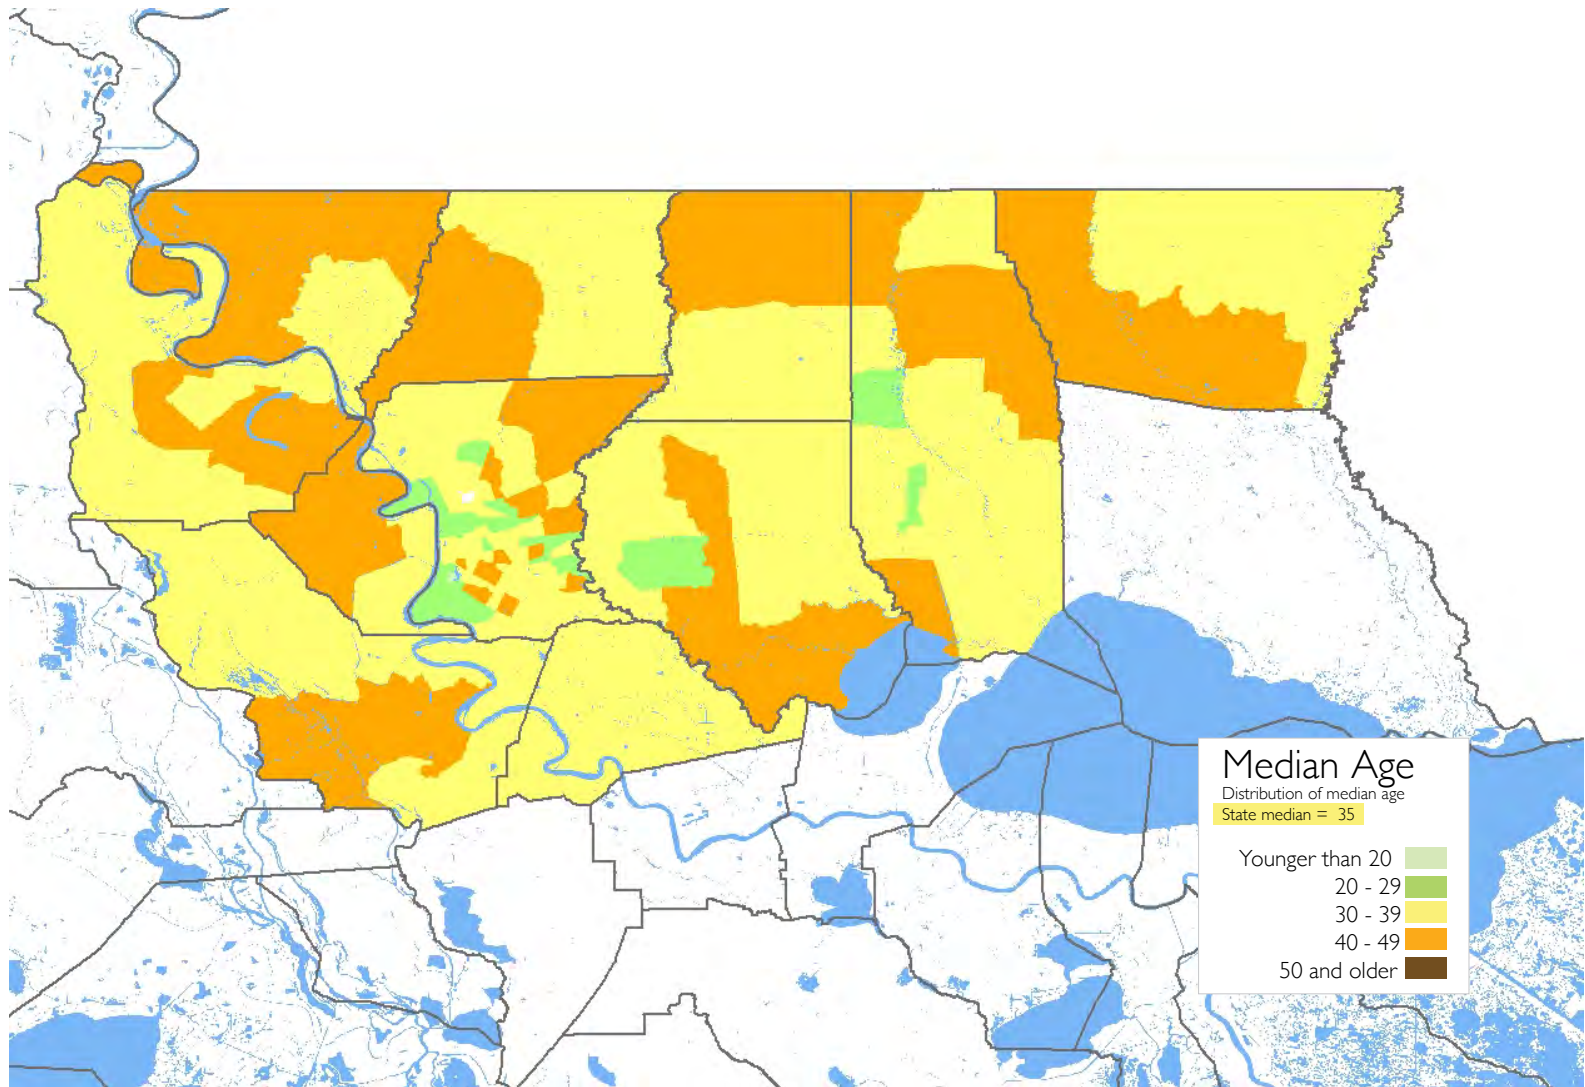 Median Age
Distribution of median age
State median = 35
Younger than 20
20 - 29
30 - 39
40 - 49
50 and older